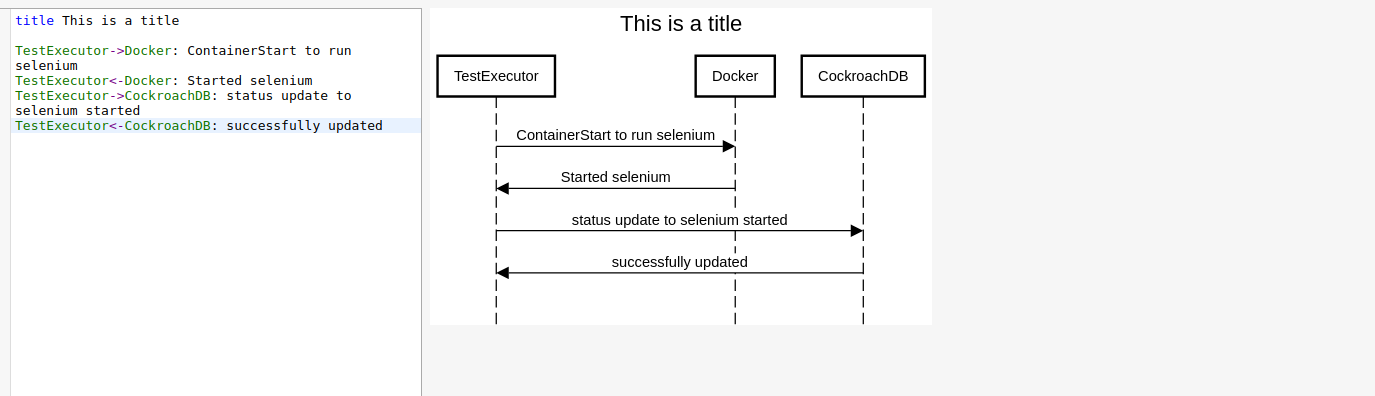 title This is a title
TestExecutor->Docker: ContainerStart to run
selenium
TestExecutor<-Docker: Started selenium
TestExecutor->CockroachDB: status update to
selenium started
TestExecutor<-CockroachDB: successfully updated
This is a title
TestExecutor
Docker
CockroachDB
ContainerStart to run selenium
Started selenium
status update to selenium started
successfully updated